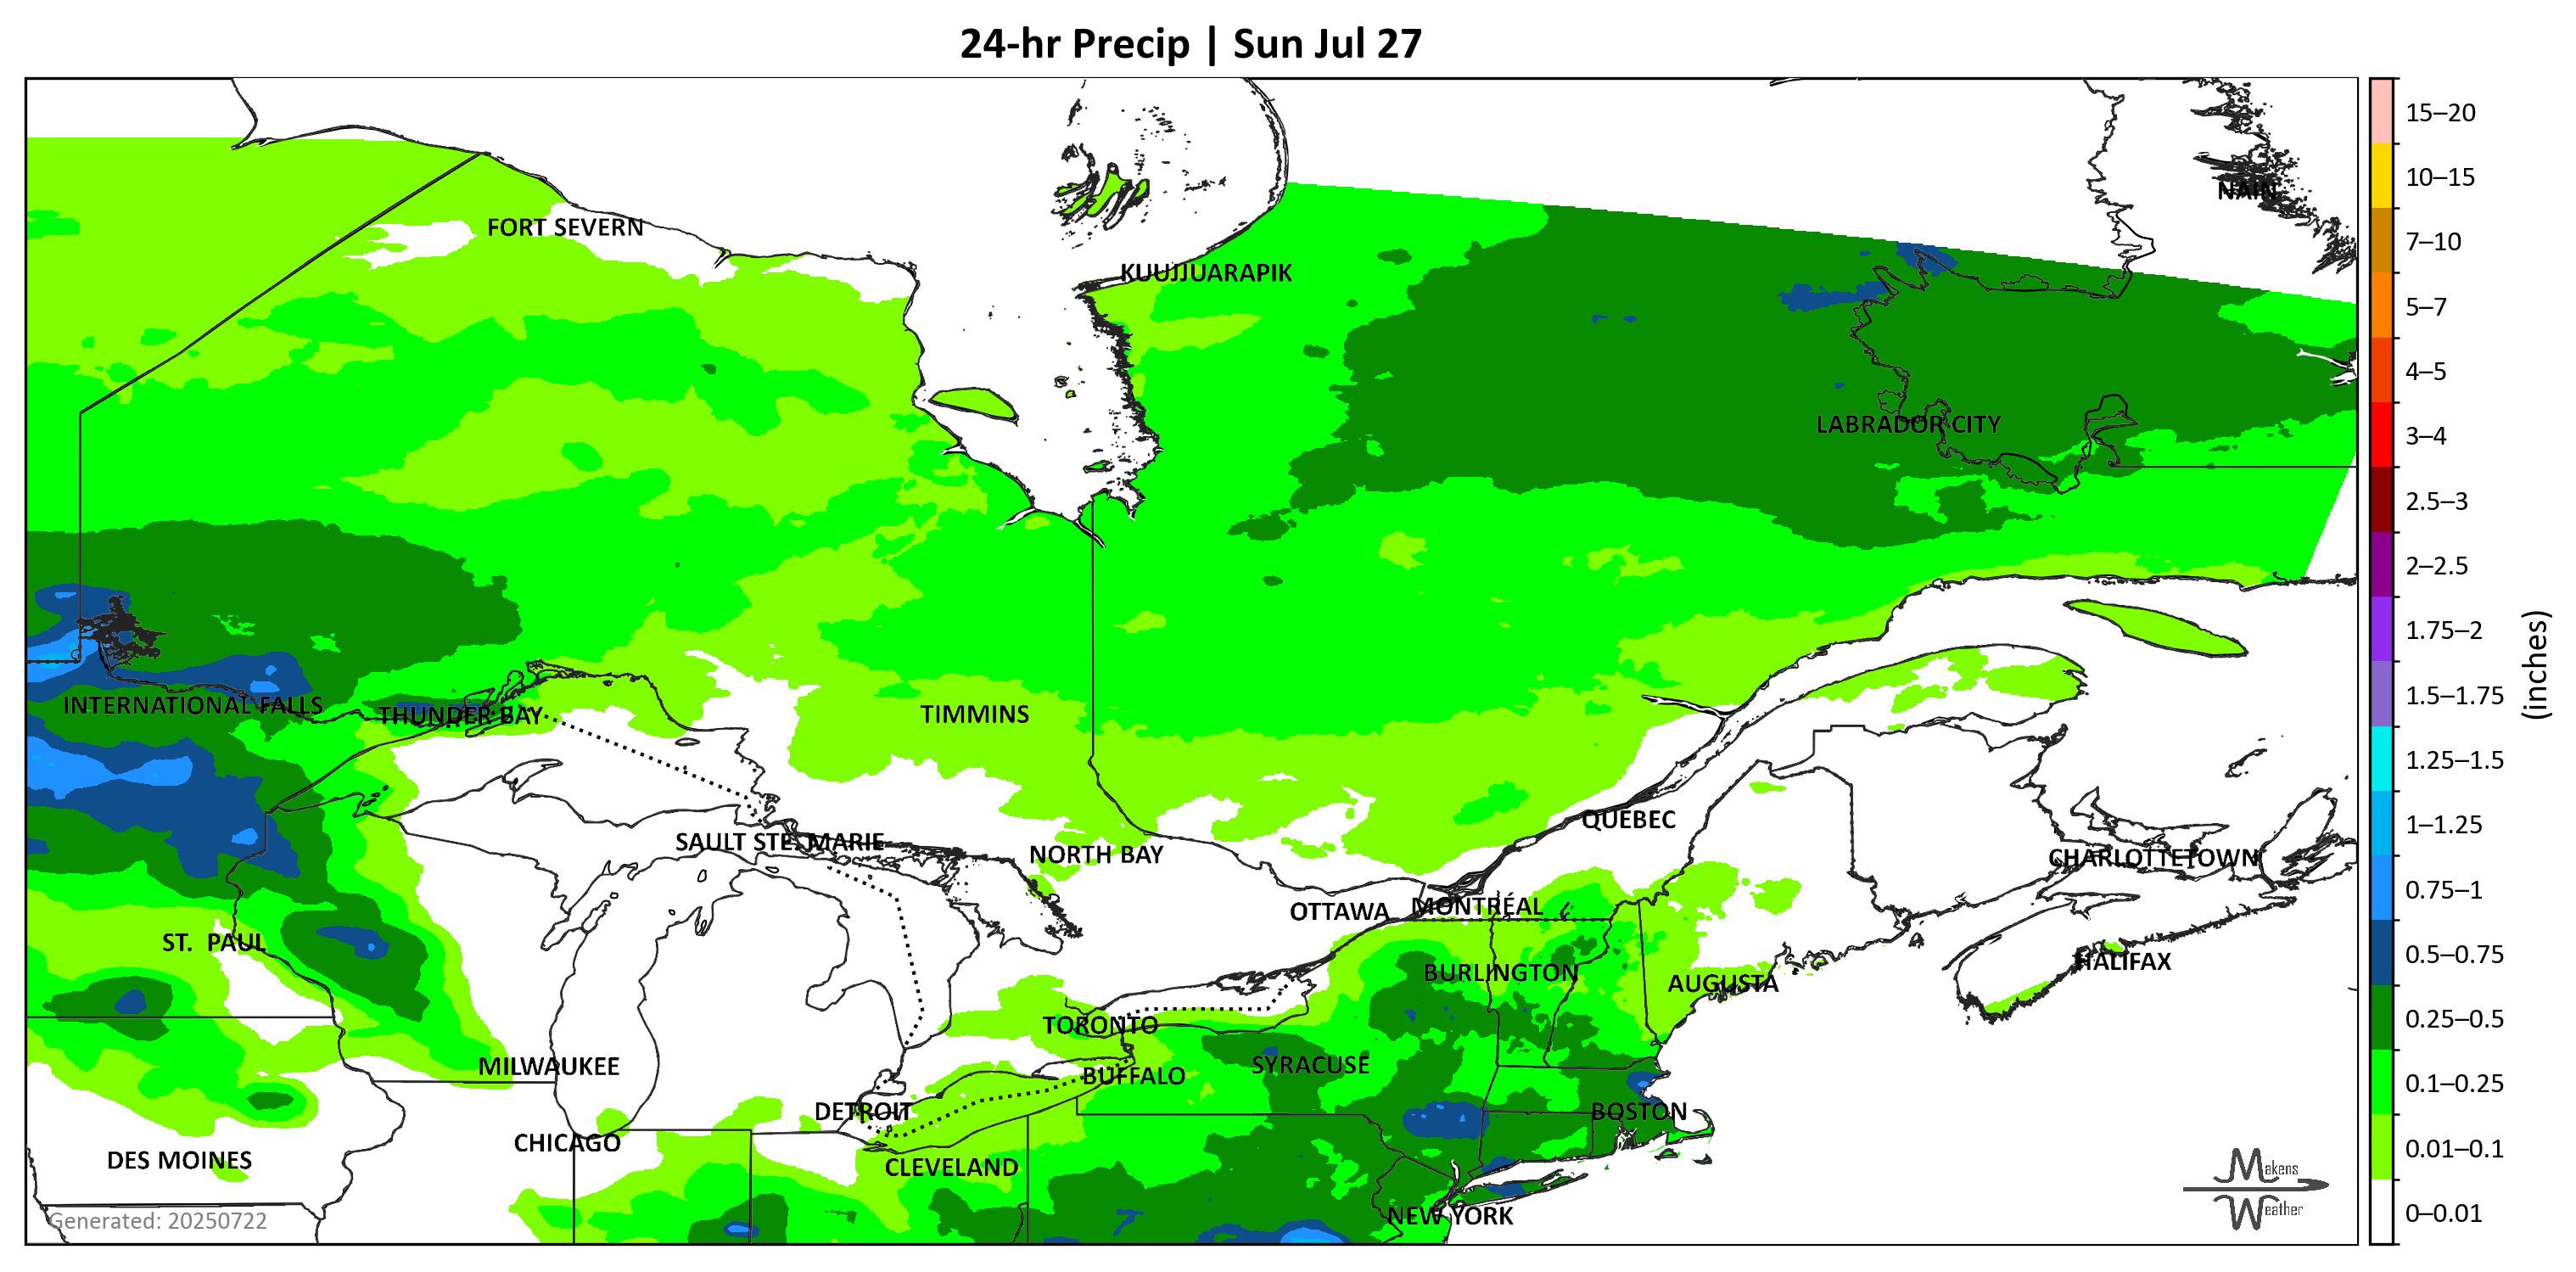 24-hr Precip | Sun Jul 27
15–20
NAIN
10–15
FORT SEVERN
7–10
KUUJJUARAPIK
5–7
4–5
LABRADOR CITY
3–4
2.5–3
2–2.5
1.75–2
(inches)
1.5–1.75
INTERNATIONAL FALLS
THUNDER BAY
TIMMINS
1.25–1.5
QUEBEC
1–1.25
SAULT STE. MARIE
NORTH BAY
CHARLOTTETOWN
0.75–1
OTTAWA
MONTRÉAL
ST. PAUL
0.5–0.75
HALIFAX
BURLINGTON
AUGUSTA
0.25–0.5
TORONTO
MILWAUKEE
SYRACUSE
BUFFALO
0.1–0.25
DETROIT
BOSTON
CHICAGO
0.01–0.1
DES MOINES
CLEVELAND
Makens
Weather
NEW YORK
0–0.01
Generated: 20250722